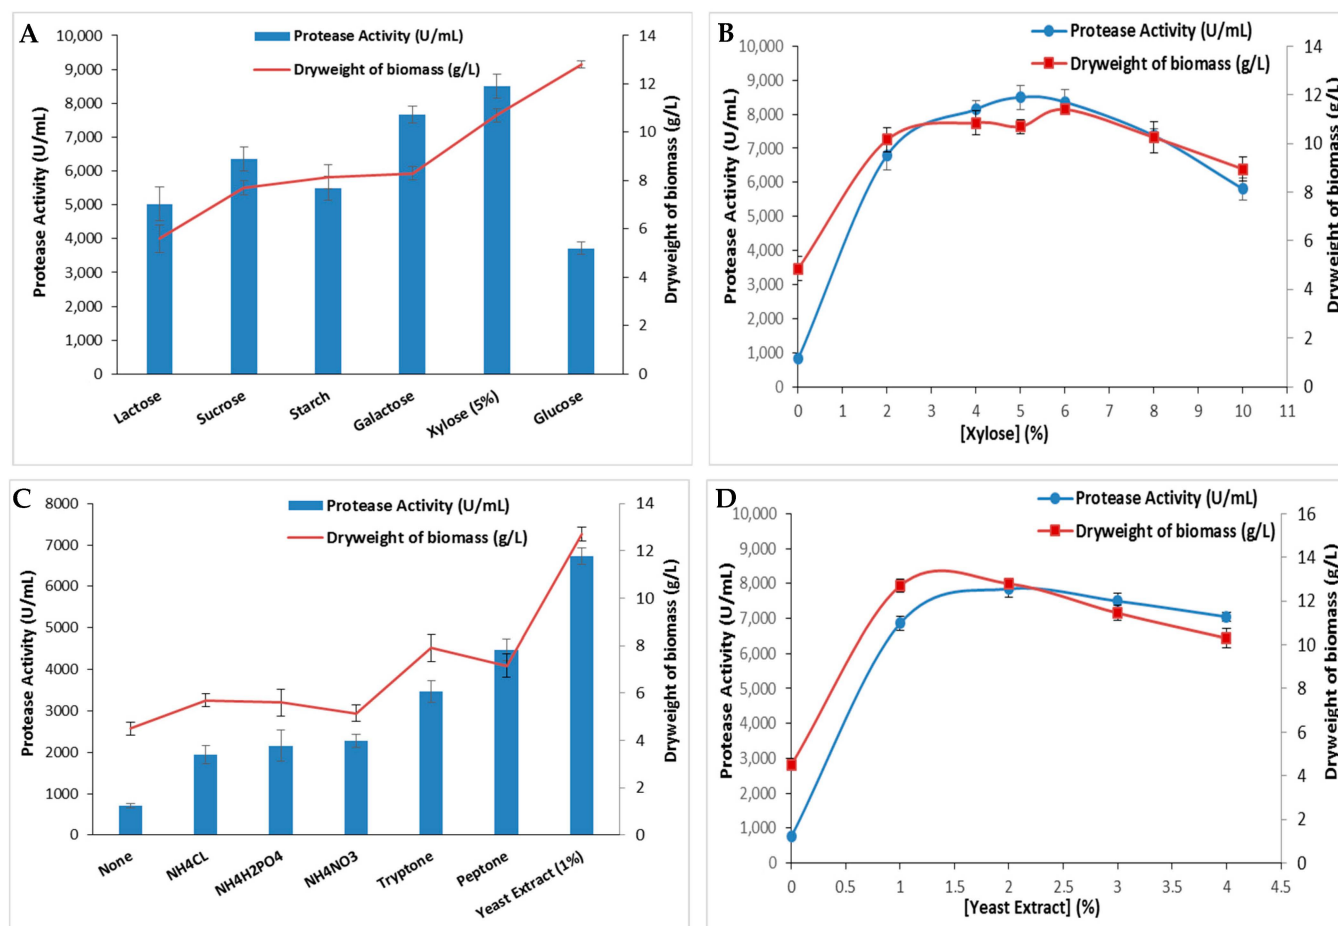 A
Protease Activity (U/mL)
Dryweight of biomass (g/L)
Protease Activity (U/mL)
10,000
9,000
8,000
7,000
6,000
5,000
4,000
3,000
2,000
1,000
0
14
12
10
8
6
4
2
0
Dryweight of biomass (g/L)
Lactose
Sucrose
Starch
Galactose
Xylose (5%)
Glucose
B
Protease Activity (U/mL)
Dryweight of biomass (g/L)
Protease Activity (U/mL)
10,000
9,000
8,000
7,000
6,000
5,000
4,000
3,000
2,000
1,000
0
14
12
10
8
6
4
2
0
Dryweight of biomass (g/L)
0 1 2 3 4 5 6 7 8 9 10 11
[Xylose] (%)
C
Protease Activity (U/mL)
Dryweight of biomass (g/L)
Protease Activity (U/mL)
8000
7000
6000
5000
4000
3000
2000
1000
0
14
12
10
8
6
4
2
0
Dryweight of biomass (g/L)
None
NH4CL
NH4H2PO4
NH4NO3
Tryptone
Peptone
Yeast Extract (1%)
D
Protease Activity (U/mL)
Dryweight of biomass (g/L)
Protease Activity (U/mL)
10,000
9,000
8,000
7,000
6,000
5,000
4,000
3,000
2,000
1,000
0
16
14
12
10
8
6
4
2
0
Dryweight of biomass (g/L)
0 0.5 1 1.5 2 2.5 3 3.5 4 4.5
[Yeast Extract] (%)